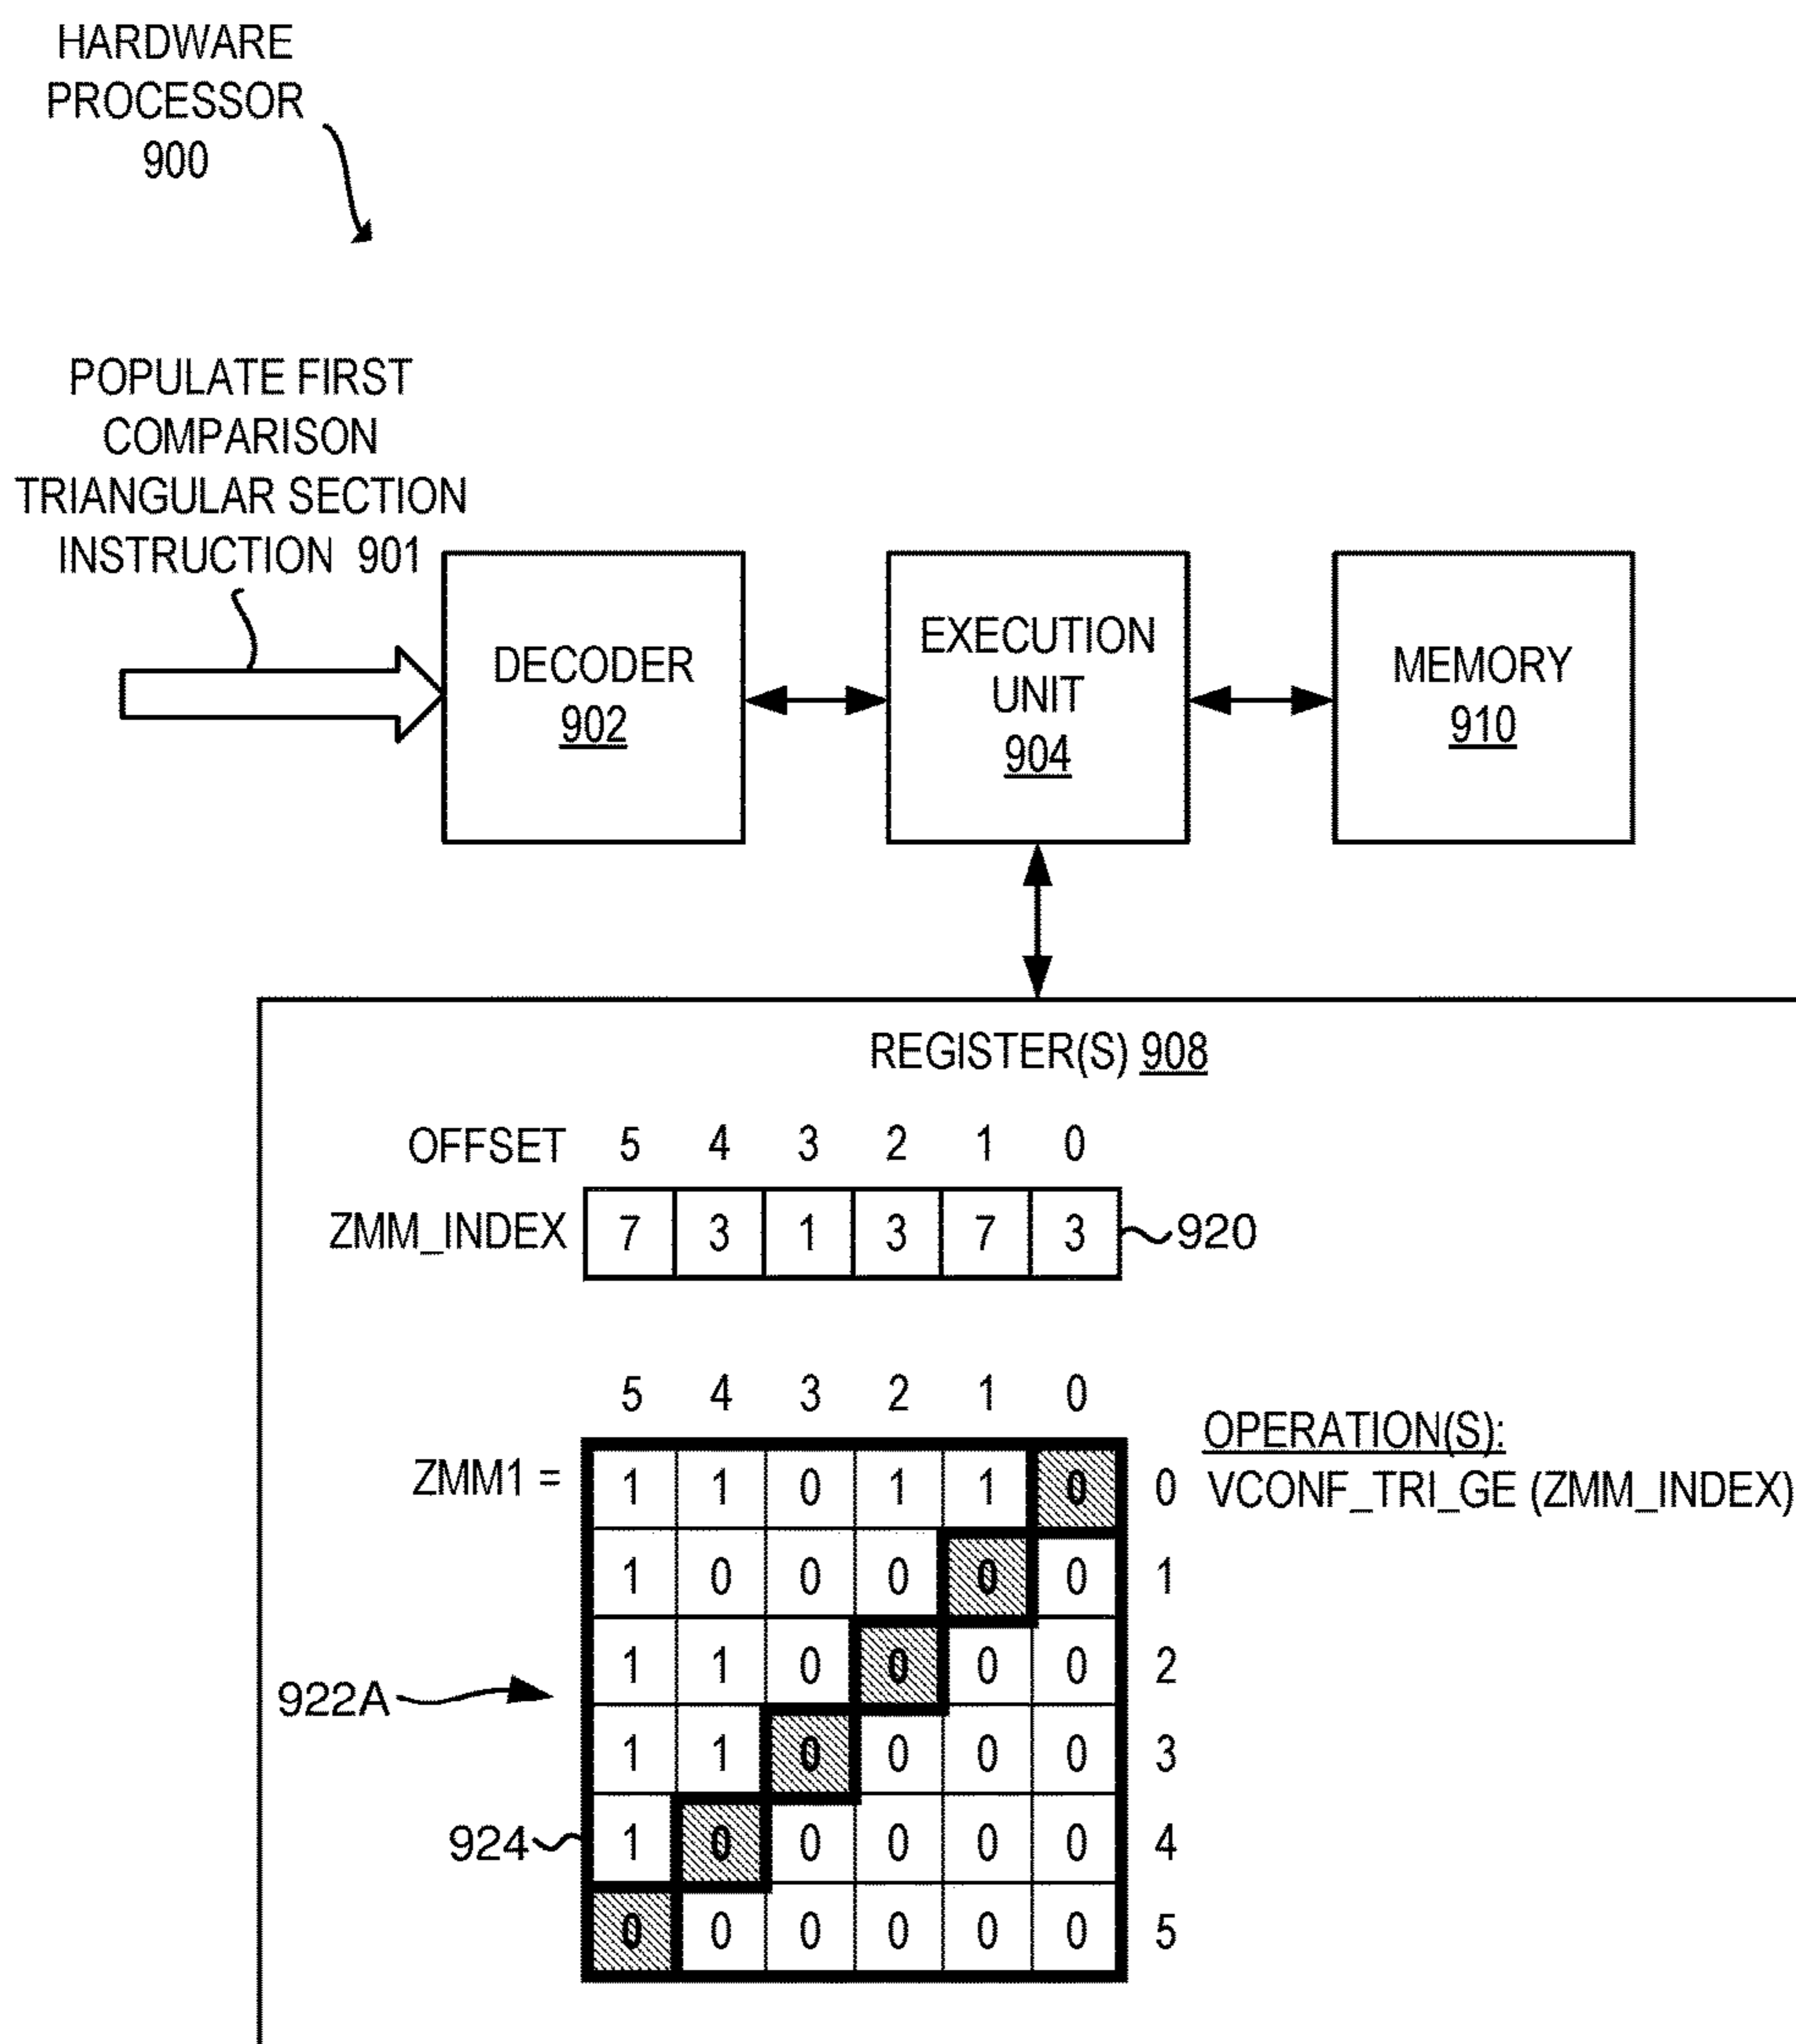 HARDWARE
PROCESSOR
900
POPULATE FIRST
COMPARISON
TRIANGULAR SECTION
INSTRUCTION 901
DECODER
902
EXECUTION
UNIT
904
MEMORY
910
REGISTER(S) 908
OFFSET 5 4 3 2 1 0
ZMM_INDEX 7 3 1 3 7 3 920
5 4 3 2 1 0
OPERATION(S):
ZMM1 = 1 1 0 1 1 0 0 VCONF_TRI_GE (ZMM_INDEX)
1 0 0 0 0 0 1
1 1 0 0 0 0 2
922A
1 1 0 0 0 0 3
924 1 0 0 0 0 0 4
0 0 0 0 0 0 5